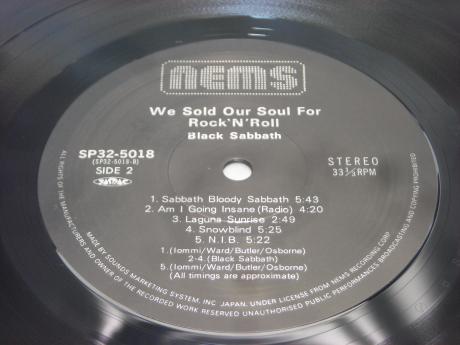 nems
We Sold Our Soul For
Rock'N'Roll
Black Sabbath
SP32-5018
(SP32-5018-B)
SIDE 2
STEREO
33⅓RPM
1. Sabbath Bloody Sabbath 5:43
2. Am I Going Insane (Radio) 4:20
3. Laguna Sunrise 2:49
4. Snowblind 5:25
5. N.I.B. 5:22
1.(Iommi/Ward/Butler/Osborne)
2-4.(Black Sabbath)
5.(Iommi/Ward/Butler/Osborne)
(All timings are approximate)
MADE BY SOUNDS MARKETING SYSTEM, INC JAPAN. UNDER LICENSE FROM NEMS RECORDING CORP.
ALL RIGHTS OF THE MANUFACTURERS AND OWNER OF THE RECORDED WORK RESERVED UNAUTHORISED PUBLIC PERFORMANCES BROADCASTING AND COPYING PROHIBITED